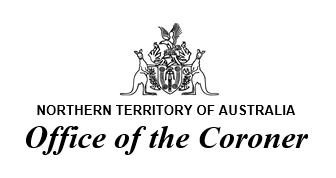 NORTHERN TERRITORY OF AUSTRALIA
Office of the Coroner